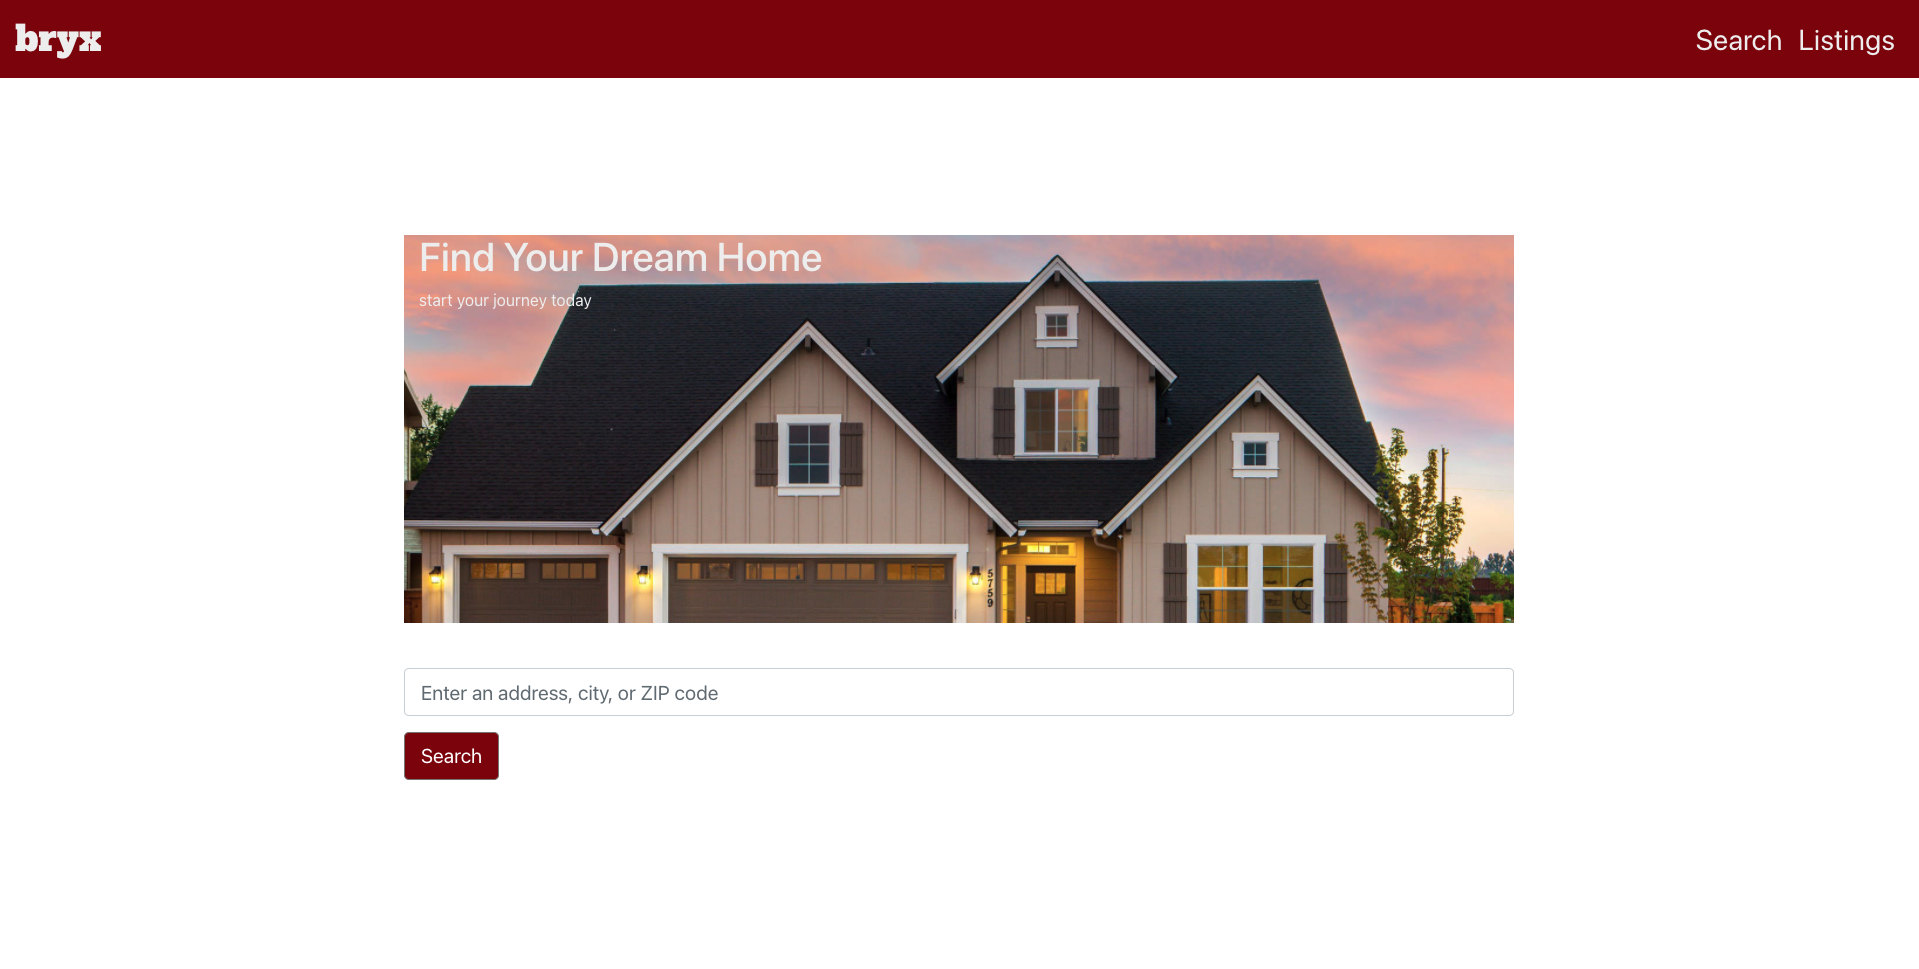 bryx
Search Listings
Find Your Dream Home
start your journey today
5759
Enter an address, city, or ZIP code
Search